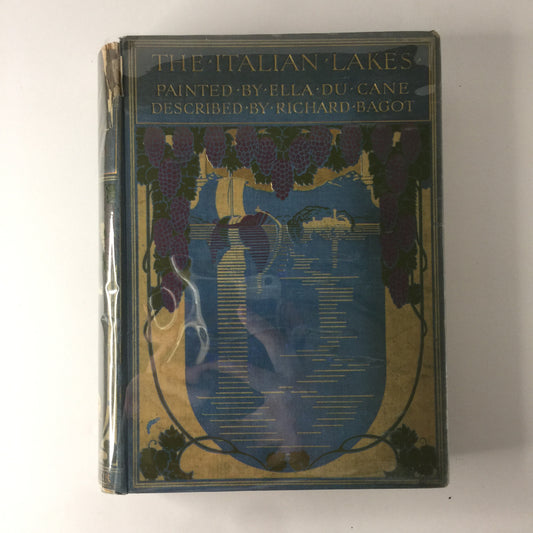 THE·ITALIAN·LAKES
PAINTED·BY·ELLA·DU·CANE
DESCRIBED·BY·RICHARD·BAGOT